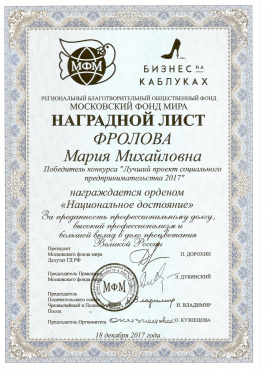 МФМ
БИЗНЕС НА
КАБЛУКАХ
РЕГИОНАЛЬНЫЙ БЛАГОТВОРИТЕЛЬНЫЙ ОБЩЕСТВЕННЫЙ ФОНД
МОСКОВСКИЙ ФОНД МИРА
НАГРАДНОЙ ЛИСТ
ФРОЛОВА
Мария Михайловна
Победитель конкурса "Лучший проект социального
предпринимательства 2017"
награждается орденом
«Национальное достояние»
За преданность профессиональному долгу,
высокий профессионализм и
большой вклад в дело процветания
Великой России
Президент
Московского фонда мира
Депутат ГД РФ
П. ДОРОХИН
Председатель Правления
Московского фонда мира
Э. ДУБИНСКИЙ
Председатель
Попечительского совета
Чрезвычайный и Полномочный
Посол
Н. ВЛАДИМИР
Председатель Оргкомитета
О. КУЗНЕЦОВА
18 декабря 2017 года